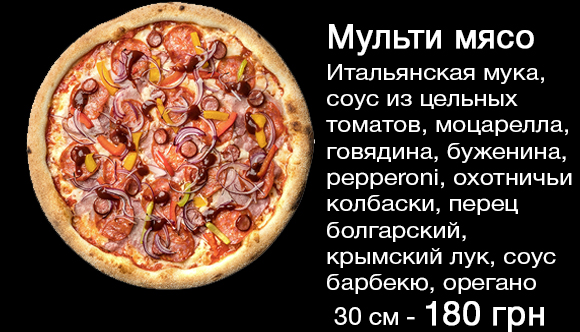 Мульти мясо
Итальянская мука,
соус из цельных
томатов, моцарелла,
говядина, буженина,
pepperoni, охотничьи
колбаски, перец
болгарский,
крымский лук, соус
барбекю, орегано
30 см - 180 грн